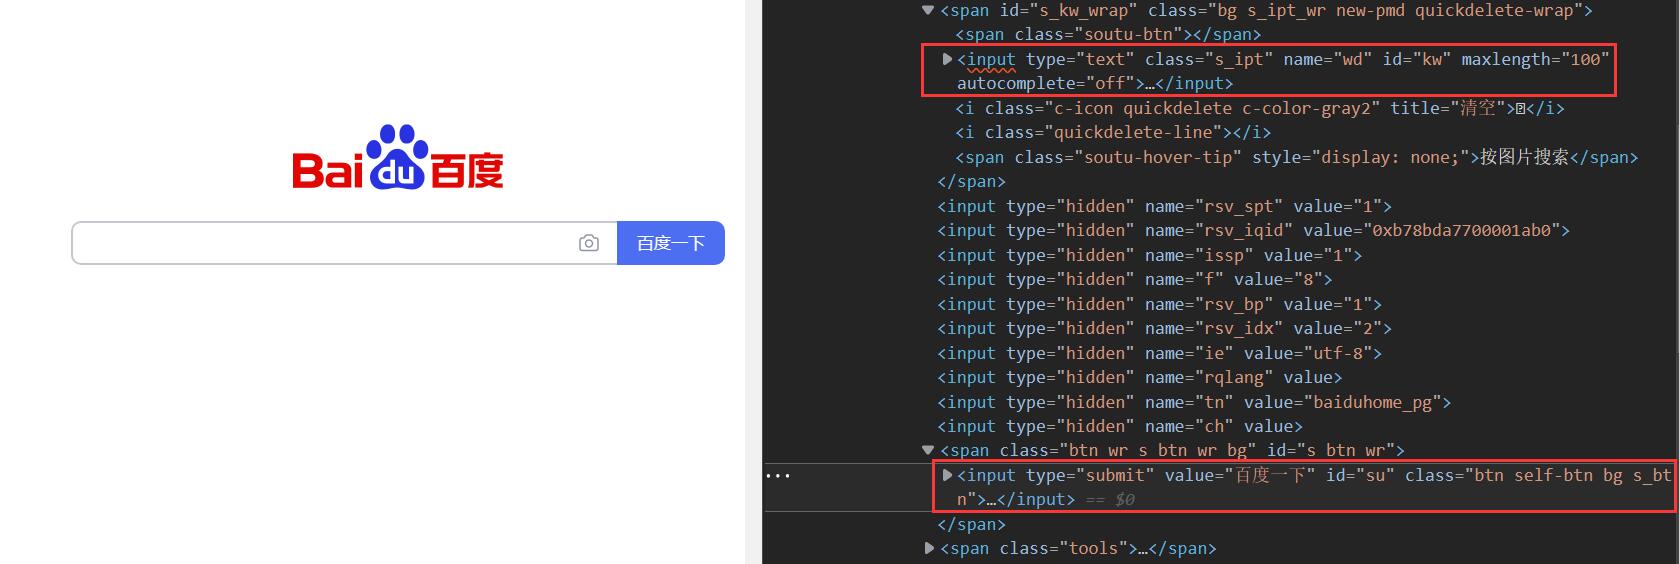 Bai du 百度
百度一下
<span id="s_kw_wrap" class="bg s_ipt_wr new-pmd quickdelete-wrap">
<span class="soutu-btn"></span>
<input type="text" class="s_ipt" name="wd" id="kw" maxlength="100"
autocomplete="off">…</input>
<i class="c-icon quickdelete c-color-gray2" title="清空"></i>
<i class="quickdelete-line"></i>
<span class="soutu-hover-tip" style="display: none;">按图片搜索</span>
</span>
<input type="hidden" name="rsv_spt" value="1">
<input type="hidden" name="rsv_iqid" value="0xb78bda7700001ab0">
<input type="hidden" name="issp" value="1">
<input type="hidden" name="f" value="8">
<input type="hidden" name="rsv_bp" value="1">
<input type="hidden" name="rsv_idx" value="2">
<input type="hidden" name="ie" value="utf-8">
<input type="hidden" name="rqlang" value>
<input type="hidden" name="tn" value="baiduhome_pg">
<input type="hidden" name="ch" value>
<span class="btn wr s btn wr bg" id="s btn wr">
<input type="submit" value="百度一下" id="su" class="btn self-btn bg s_bt
n">…</input> == $0
</span>
<span class="tools">…</span>